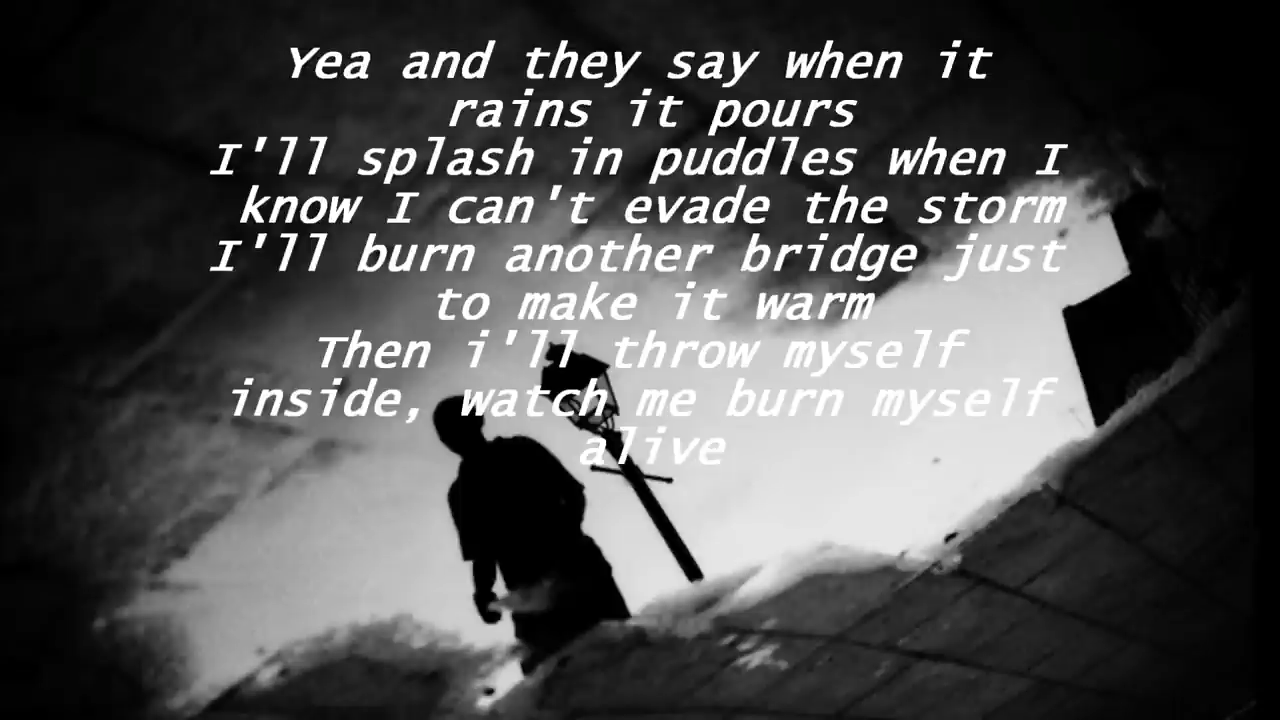 Yea and they say when it
rains it pours
I'll splash in puddles when I
know I can't evade the storm
I'll burn another bridge just
to make it warm
Then i'll throw myself
inside, watch me burn myself
alive